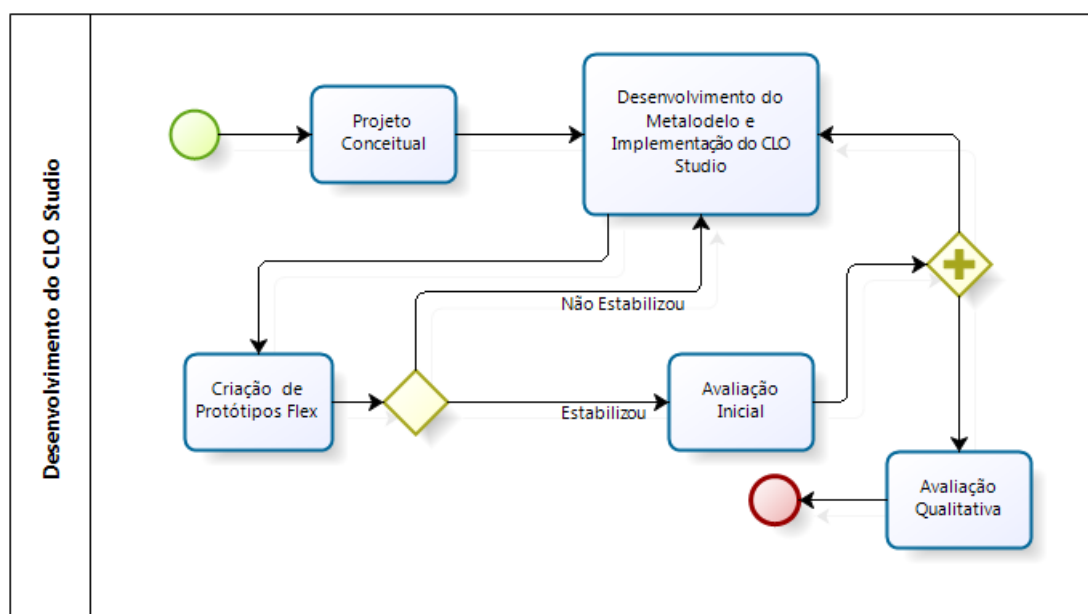 Desenvolvimento do CLO Studio
Projeto
Conceitual
Desenvolvimento do
Metalodelo e
Implementação do CLO
Studio
Não Estabilizou
Criação de
Protótipos Flex
Estabilizou
Avaliação
Inicial
Avaliação
Qualitativa